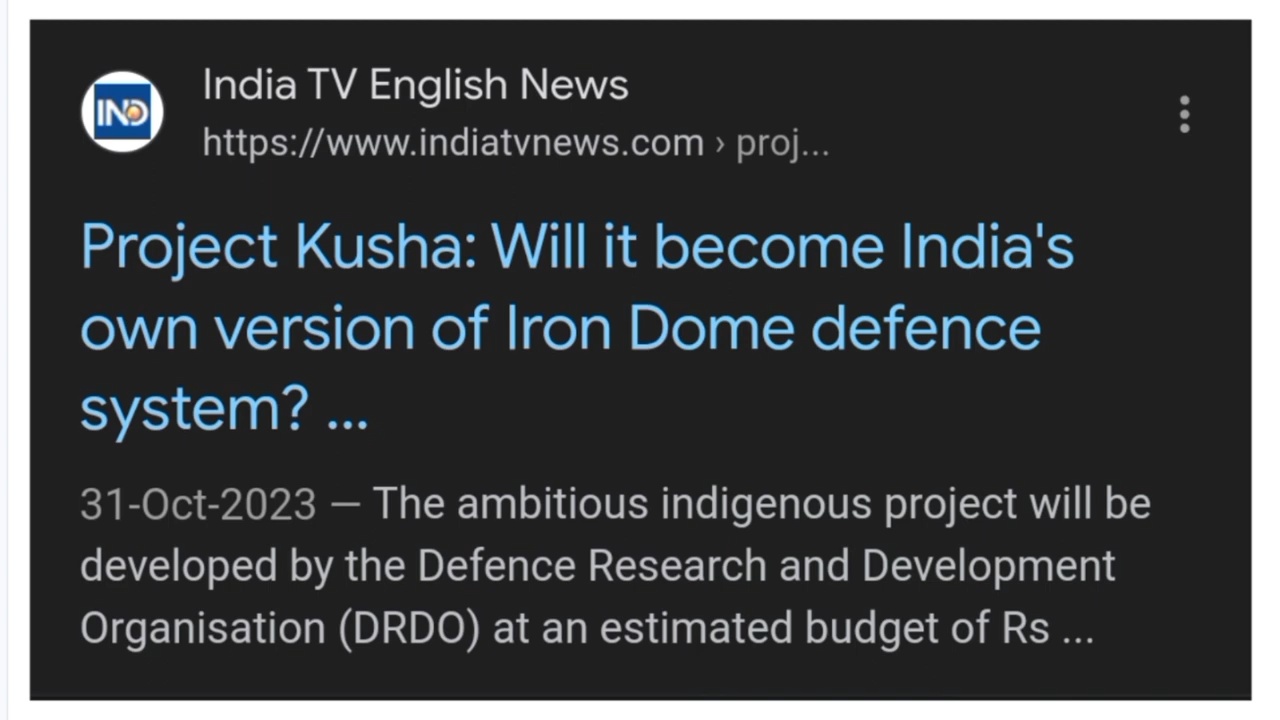 IND
India TV English News
https://www.indiatvnews.com › proj...
Project Kusha: Will it become India's
own version of Iron Dome defence
system? ...
31-Oct-2023 — The ambitious indigenous project will be
developed by the Defence Research and Development
Organisation (DRDO) at an estimated budget of Rs ...